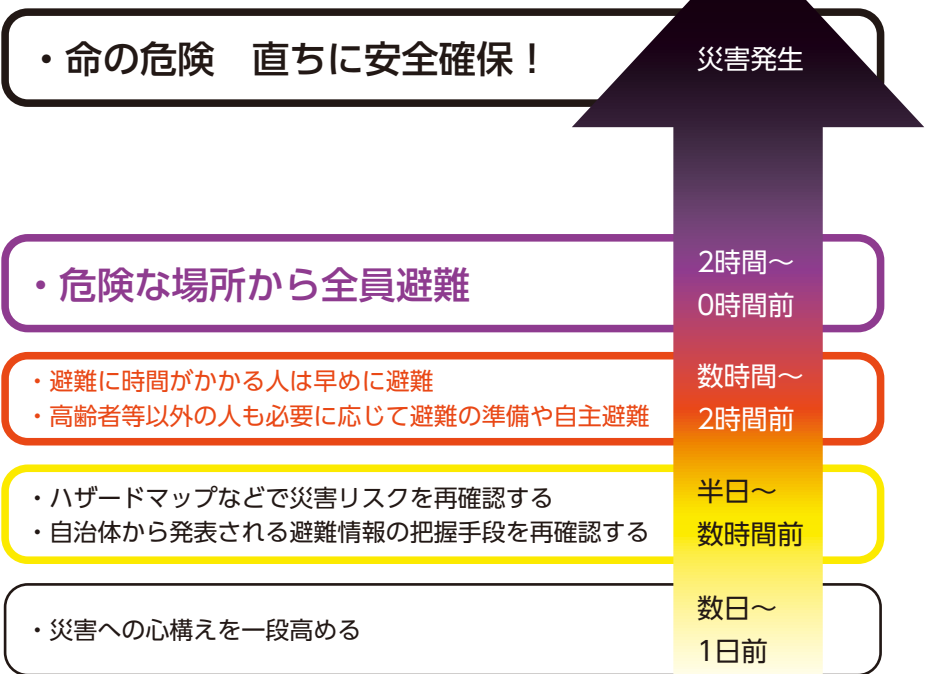 ・命の危険　直ちに安全確保！
災害発生
・危険な場所から全員避難
2時間～
0時間前
・避難に時間がかかる人は早めに避難
・高齢者等以外の人も必要に応じて避難の準備や自主避難
数時間～
2時間前
・ハザードマップなどで災害リスクを再確認する
・自治体から発表される避難情報の把握手段を再確認する
半日～
数時間前
・災害への心構えを一段高める
数日～
1日前